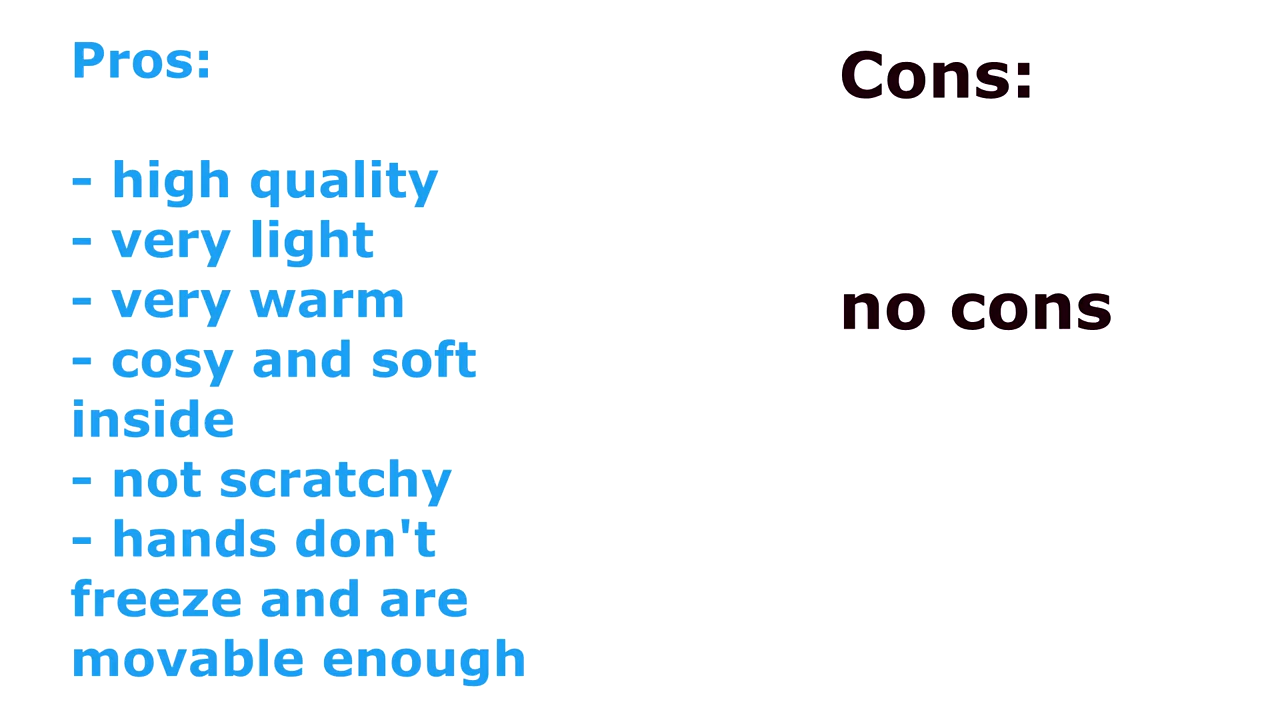 Pros:
- high quality
- very light
- very warm
- cosy and soft
inside
- not scratchy
- hands don't
freeze and are
movable enough
Cons:
no cons